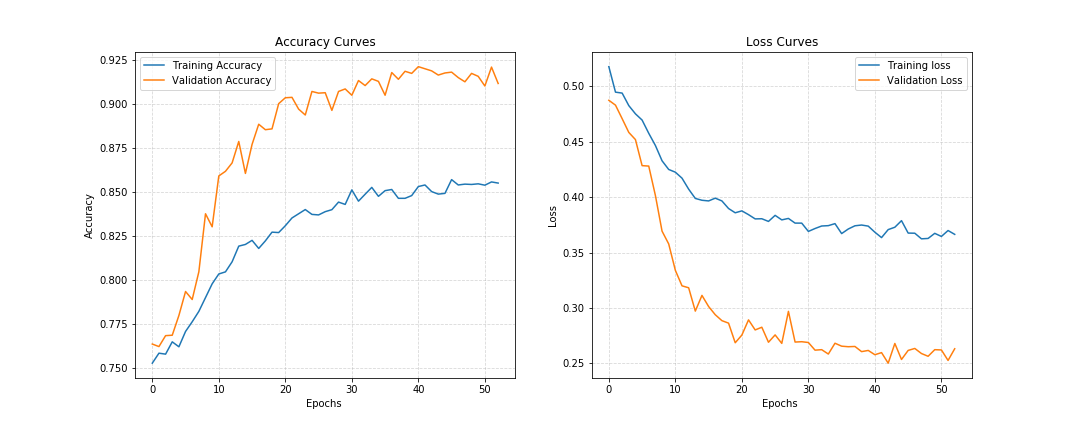 Accuracy Curves
Training Accuracy
Validation Accuracy
0.925
0.900
0.875
0.850
0.825
0.800
0.775
0.750
Accuracy
0 10 20 30 40 50
Epochs
Loss Curves
Training loss
Validation Loss
0.50
0.45
0.40
0.35
0.30
0.25
Loss
0 10 20 30 40 50
Epochs